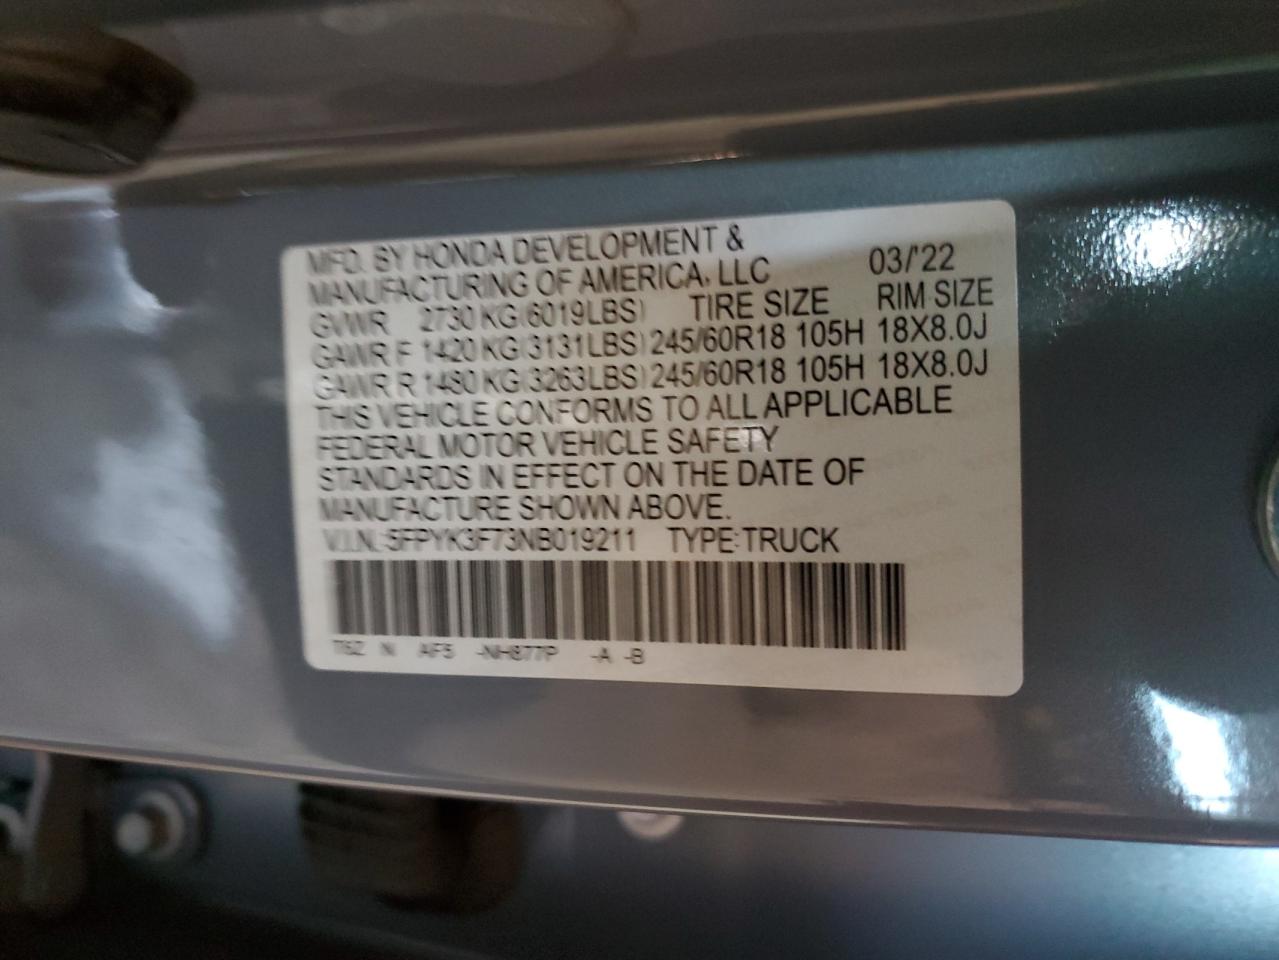 MFD. BY HONDA DEVELOPMENT &
MANUFACTURING OF AMERICA, LLC 03/'22
GVWR 2730 KG(6019LBS) TIRE SIZE RIM SIZE
GAWR F 1420 KG(3131LBS) 245/60R18 105H 18X8.0J
GAWR R 1480 KG(3263LBS) 245/60R18 105H 18X8.0J
THIS VEHICLE CONFORMS TO ALL APPLICABLE
FEDERAL MOTOR VEHICLE SAFETY
STANDARDS IN EFFECT ON THE DATE OF
MANUFACTURE SHOWN ABOVE.
V.I.N.:5FPYK3F73NB019211 TYPE:TRUCK
T6Z N AF5 -NH877P -A -B